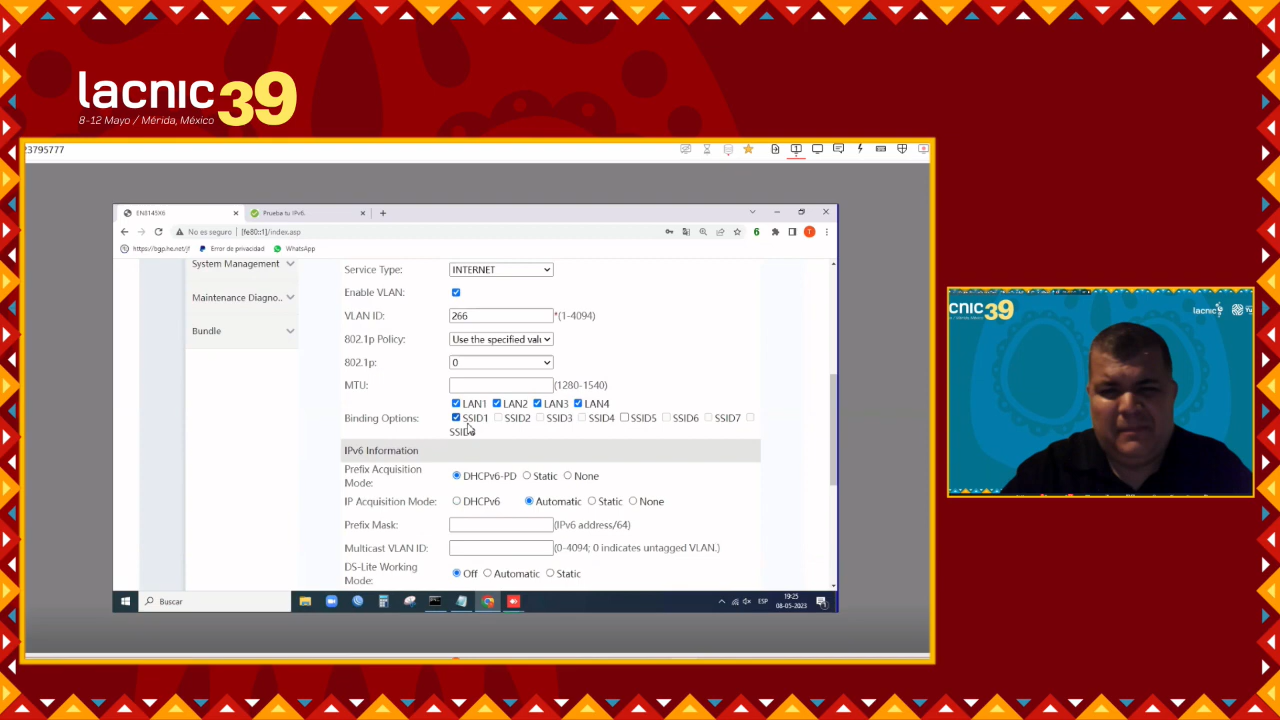 lacnic39
8-12 Mayo / Mérida, México
23795777
EN8145X6
Prueba tu IPv6.
No es seguro | [fe80::1]/index.asp
https://bgp.he.net/jf
Error de privacidad
WhatsApp
System Management
Maintenance Diagno..
Bundle
Service Type: INTERNET
Enable VLAN:
VLAN ID: 266 *(1-4094)
802.1p Policy: Use the specified valu
802.1p: 0
MTU: (1280-1540)
LAN1 LAN2 LAN3 LAN4
Binding Options: SSID1 SSID2 SSID3 SSID4 SSID5 SSID6 SSID7
IPv6 Information
Prefix Acquisition Mode: DHCPv6-PD Static None
IP Acquisition Mode: DHCPv6 Automatic Static None
Prefix Mask: (IPv6 address/64)
Multicast VLAN ID: (0-4094; 0 indicates untagged VLAN.)
DS-Lite Working Mode: Off Automatic Static
Buscar
ESP
19:25
08-05-2023
cnic39
lacnic